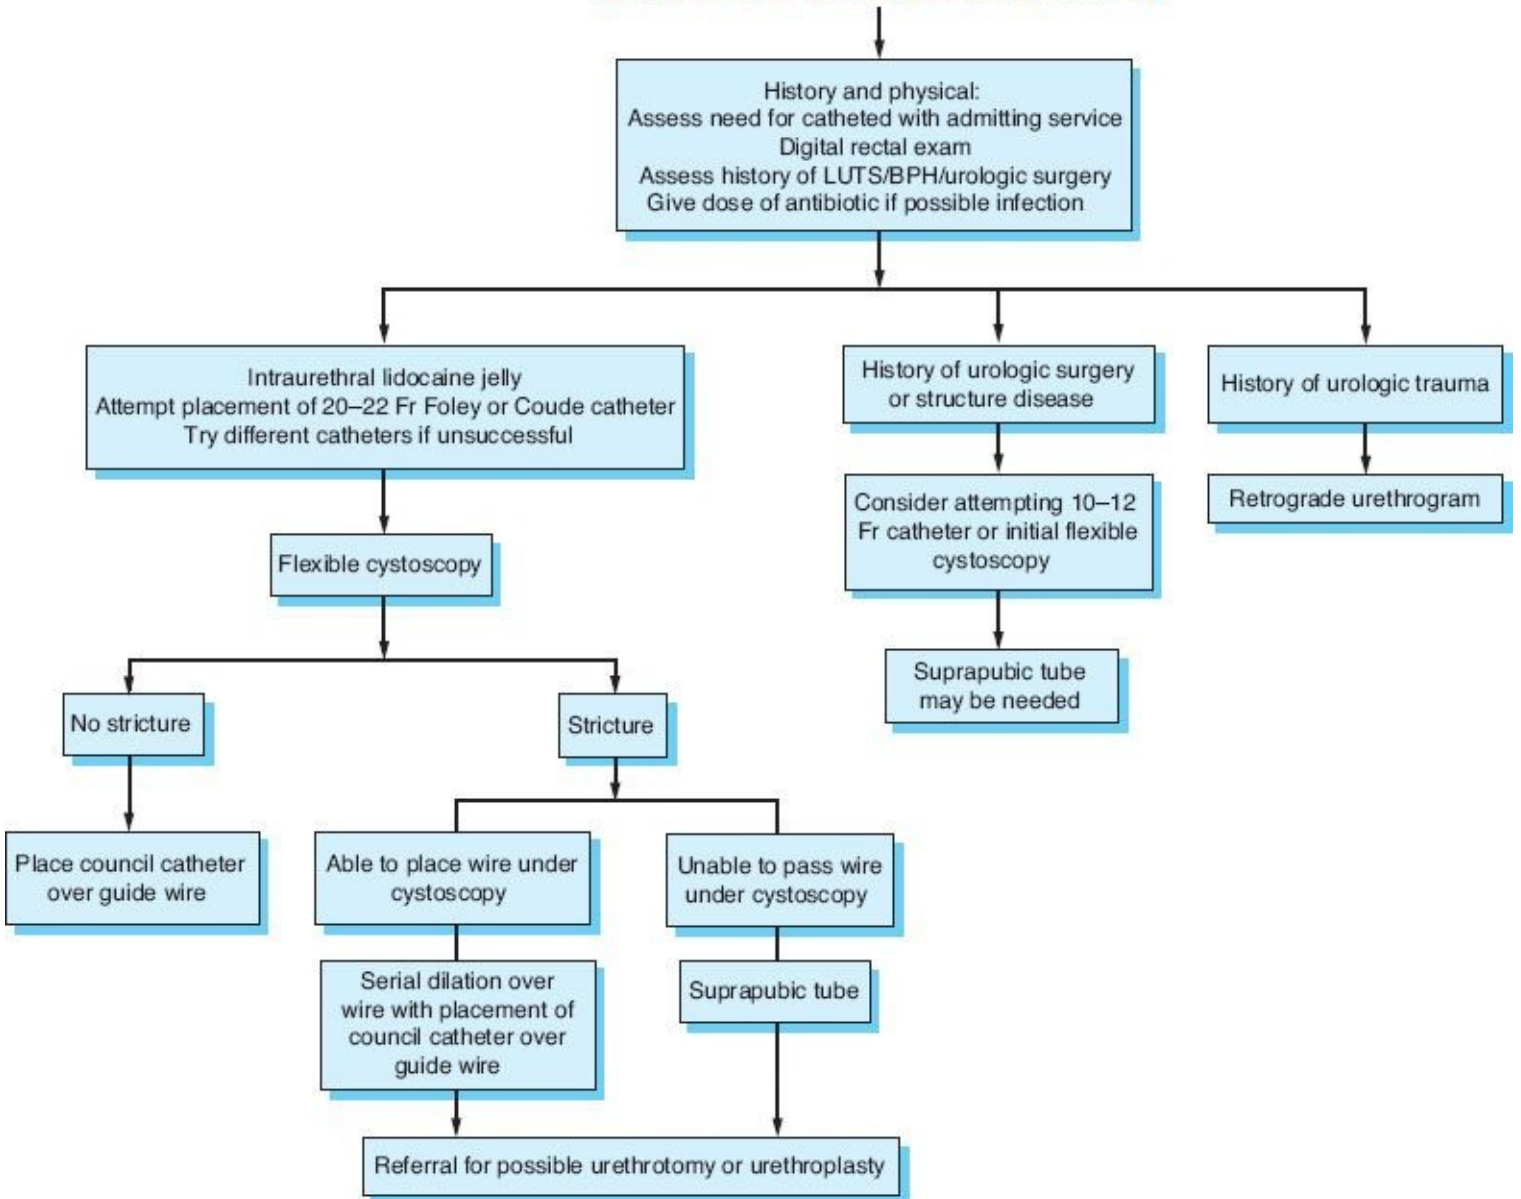 History and physical:
Assess need for catheted with admitting service
Digital rectal exam
Assess history of LUTS/BPH/urologic surgery
Give dose of antibiotic if possible infection
Intraurethral lidocaine jelly
Attempt placement of 20–22 Fr Foley or Coude catheter
Try different catheters if unsuccessful
History of urologic surgery
or structure disease
History of urologic trauma
Consider attempting 10–12
Fr catheter or initial flexible
cystoscopy
Retrograde urethrogram
Flexible cystoscopy
Suprapubic tube
may be needed
No stricture
Stricture
Place council catheter
over guide wire
Able to place wire under
cystoscopy
Unable to pass wire
under cystoscopy
Serial dilation over
wire with placement of
council catheter over
guide wire
Suprapubic tube
Referral for possible urethrotomy or urethroplasty